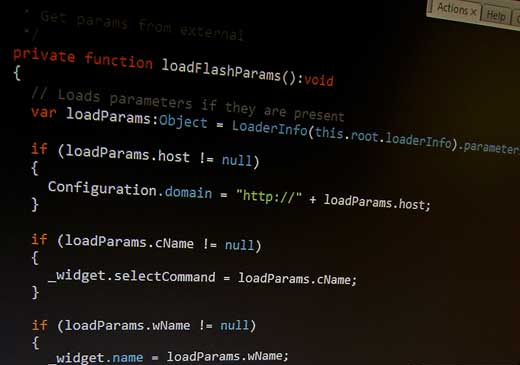 Actions ×
Help
* Get params from external
*/
private function loadFlashParams():void
{
// Loads parameters if they are present
var loadParams:Object = LoaderInfo(this.root.loaderInfo).parameters
if (loadParams.host != null)
{
Configuration.domain = "http://" + loadParams.host;
}
if (loadParams.cName != null)
{
_widget.selectCommand = loadParams.cName;
}
if (loadParams.wName != null)
{
_widget.name = loadParams.wName;